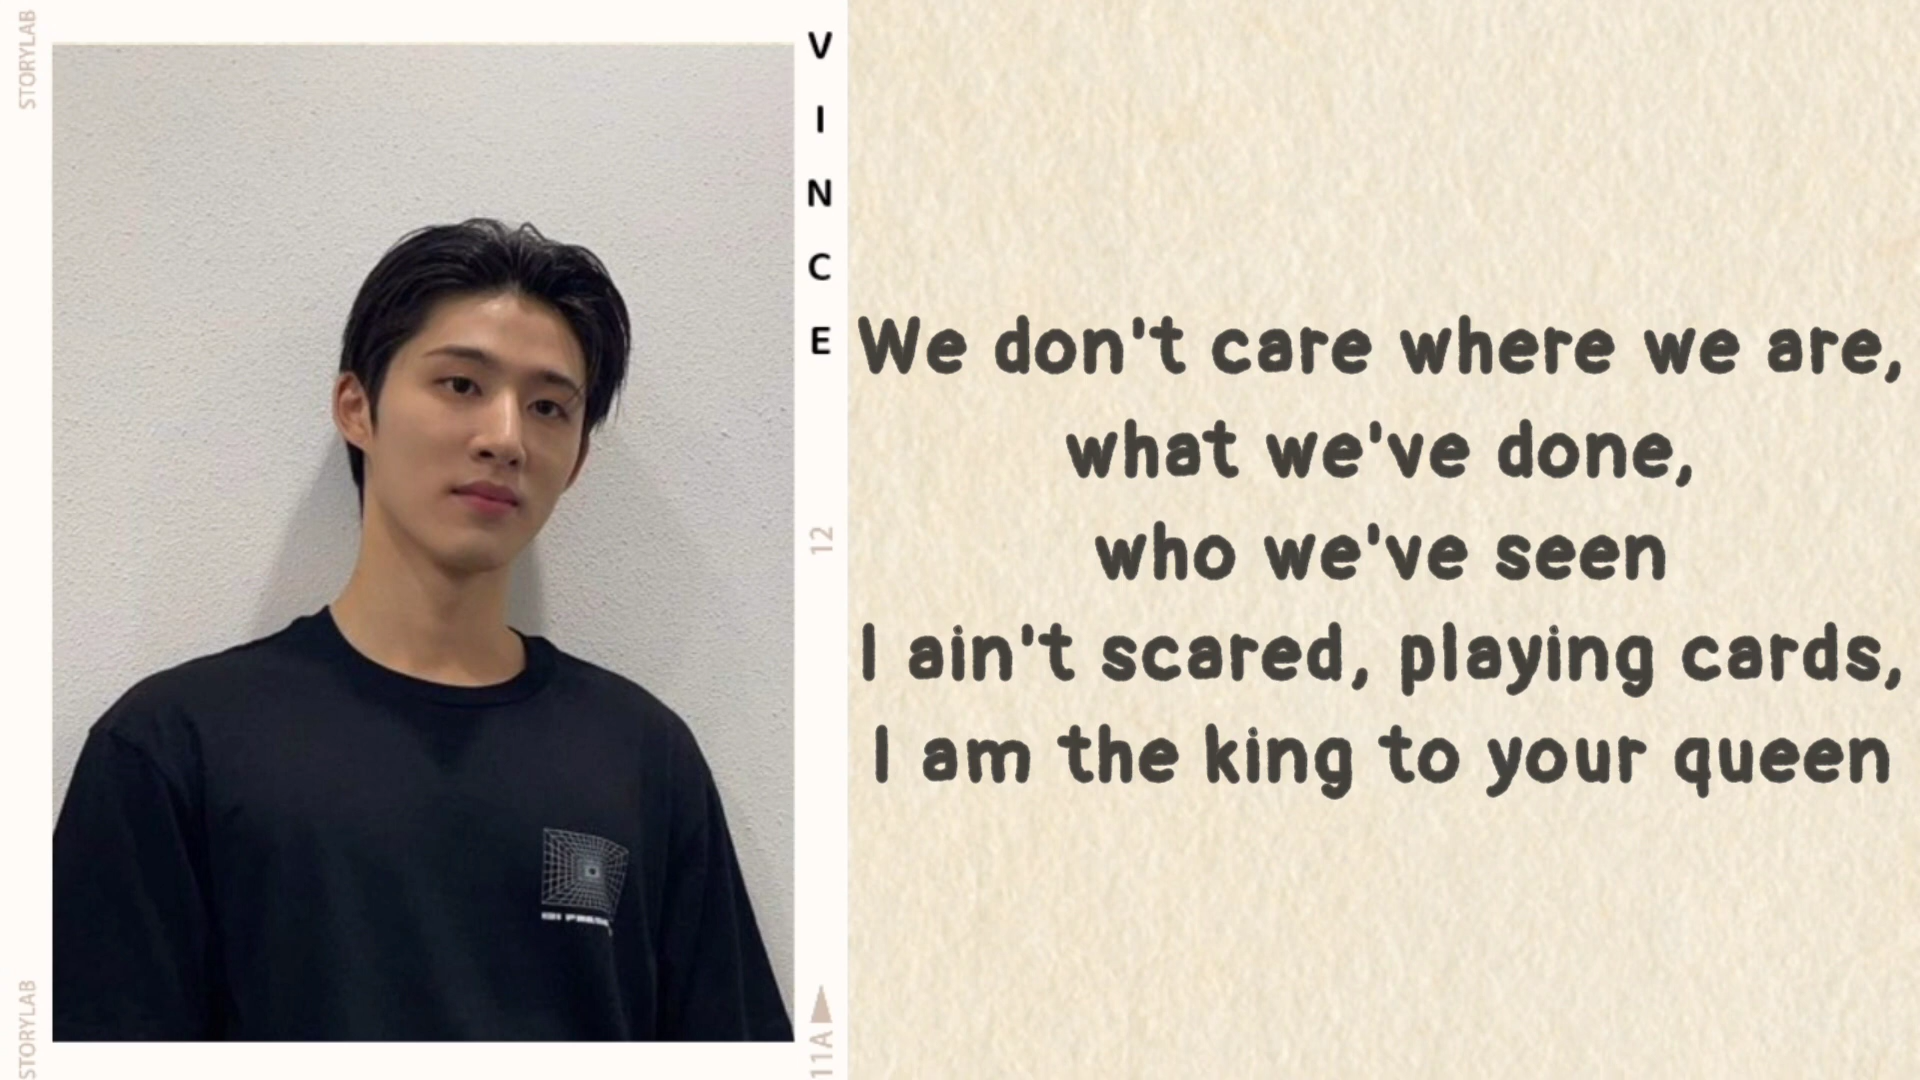 STORYLAB
VINCE
12
STORYLAB
11A
We don't care where we are,
what we've done,
who we've seen
I ain't scared, playing cards,
I am the king to your queen